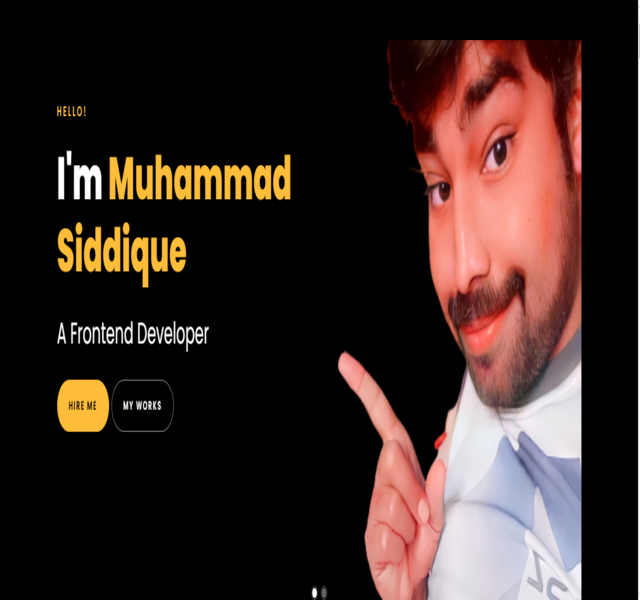 HELLO!
I'm Muhammad
Siddique
A Frontend Developer
HIRE ME
MY WORKS